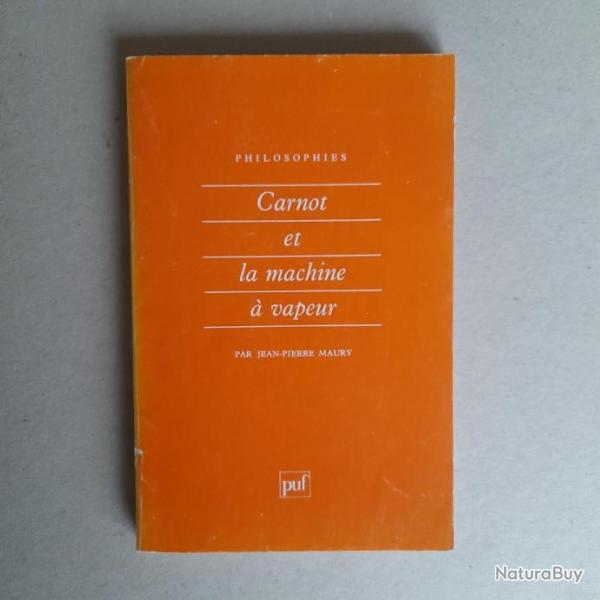 PHILOSOPHIES
Carnot
et
la machine
à vapeur
PAR JEAN-PIERRE MAURY
puf
NaturaBuy